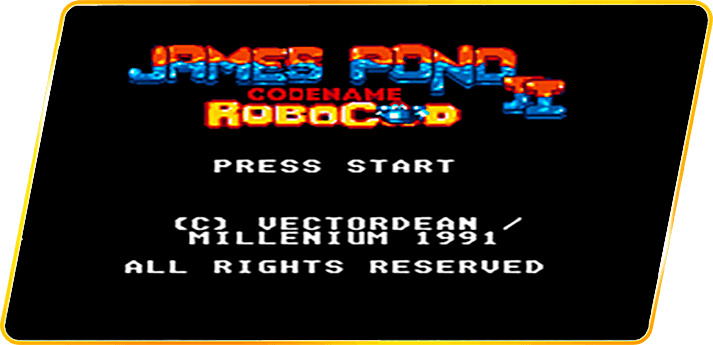 JAMES POND II
CODENAME
ROBOCOD
PRESS START
(C) VECTORDEAN /
MILLENIUM 1991
ALL RIGHTS RESERVED